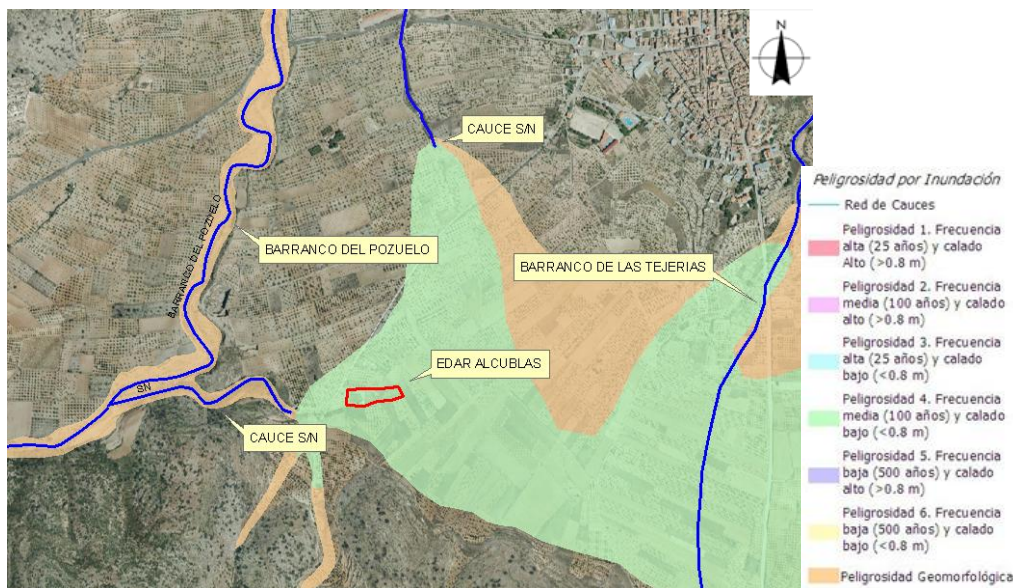 N
CAUCE S/N
BARRANCO DEL POZUELO
BARRANCO DEL POZUELO
BARRANCO DE LAS TEJERIAS
EDAR ALCUBLAS
SN
CAUCE S/N
Peligrosidad por Inundación
Red de Cauces
Peligrosidad 1. Frecuencia
alta (25 años) y calado
Alto (>0.8 m)
Peligrosidad 2. Frecuencia
media (100 años) y calado
alto (>0.8 m)
Peligrosidad 3. Frecuencia
alta (25 años) y calado
bajo (<0.8 m)
Peligrosidad 4. Frecuencia
media (100 años) y calado
bajo (<0.8 m)
Peligrosidad 5. Frecuencia
baja (500 años) y calado
alto (>0.8 m)
Peligrosidad 6. Frecuencia
baja (500 años) y calado
bajo (<0.8 m)
Peligrosidad Geomorfológica